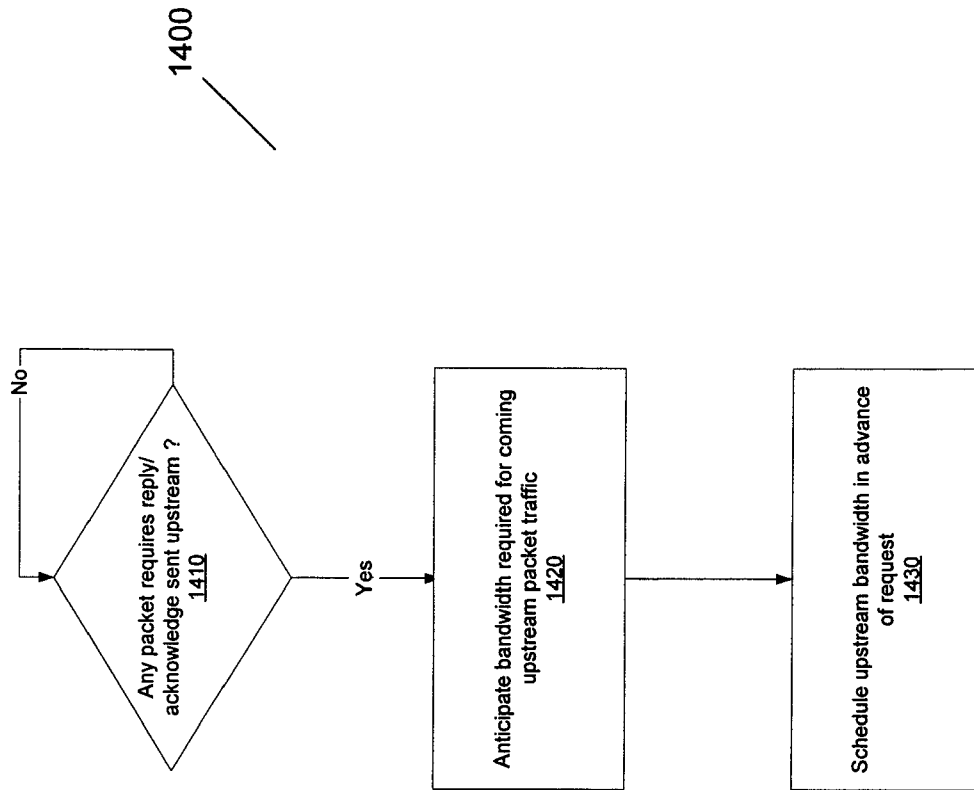 1400
No
Any packet requires reply/
acknowledge sent upstream ?
1410
Yes
Anticipate bandwidth required for coming
upstream packet traffic
1420
Schedule upstream bandwidth in advance
of request
1430